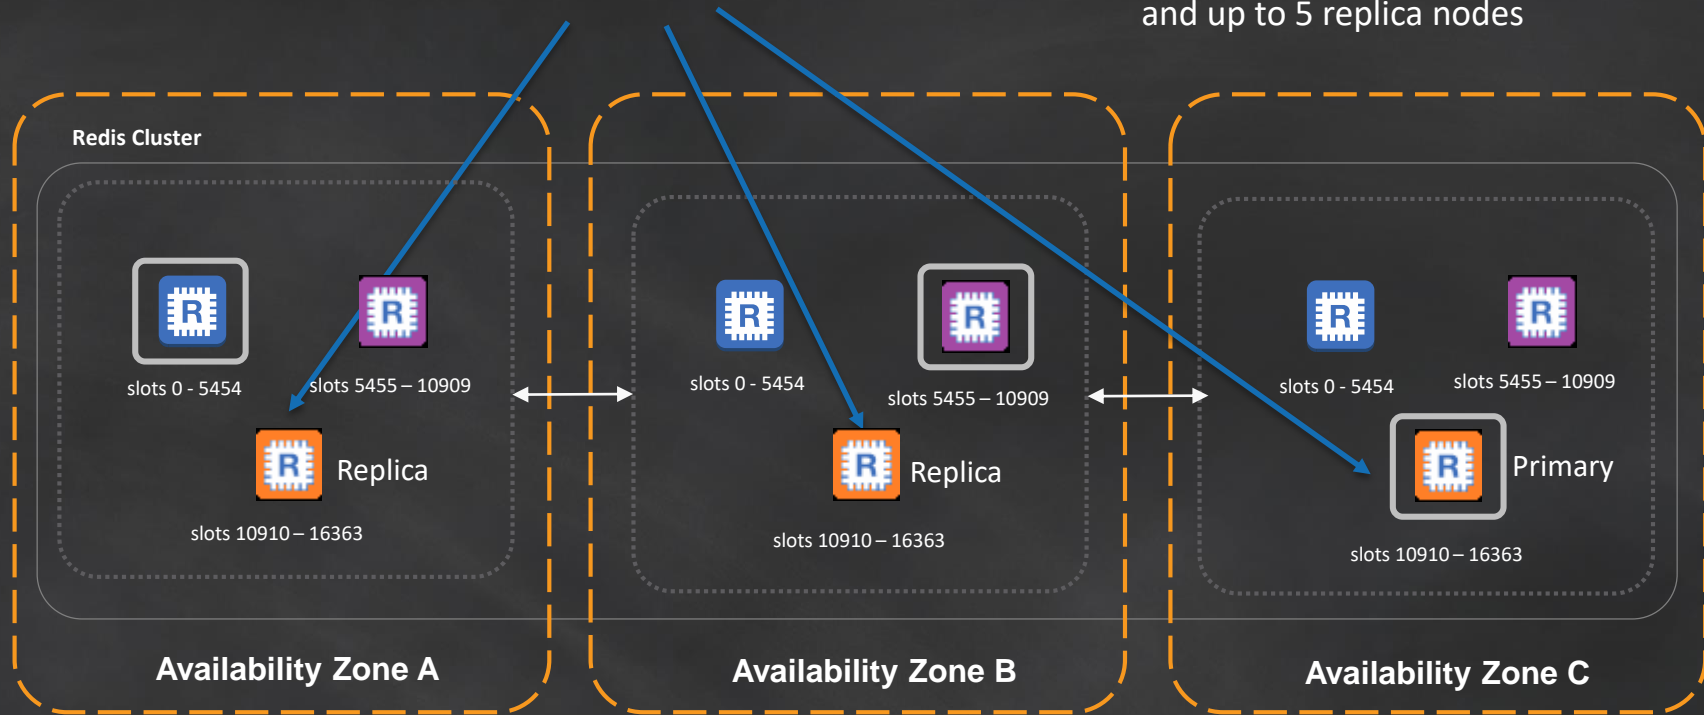 and up to 5 replica nodes
Redis Cluster
R
R
slots 0 - 5454
slots 5455 – 10909
R
Replica
slots 10910 – 16363
Availability Zone A
R
R
slots 0 - 5454
slots 5455 – 10909
R
Replica
slots 10910 – 16363
Availability Zone B
R
R
slots 0 - 5454
slots 5455 – 10909
R
Primary
slots 10910 – 16363
Availability Zone C